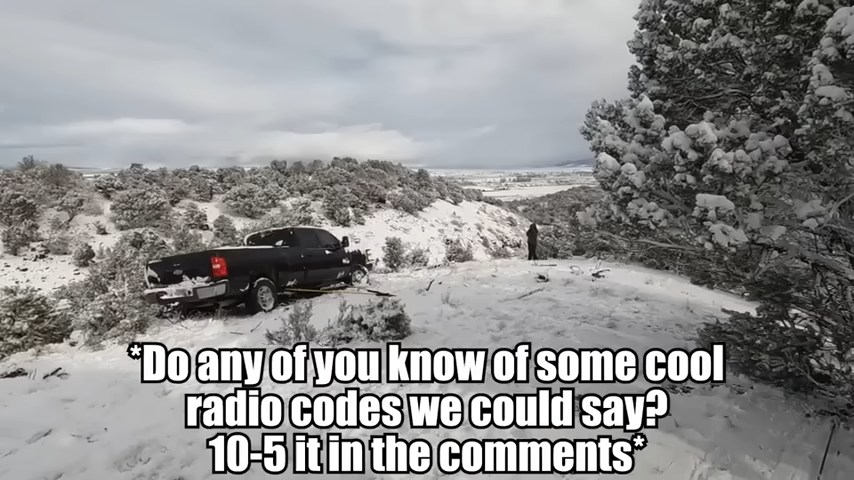 *Do any of you know of some cool
radio codes we could say?
10-5 it in the comments*